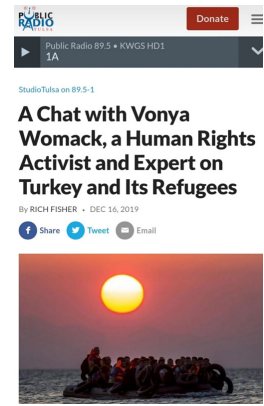 PUBLIC
RADIO
TULSA
Donate
Public Radio 89.5 • KWGS HD1
1A
StudioTulsa on 89.5-1
A Chat with Vonya
Womack, a Human Rights
Activist and Expert on
Turkey and Its Refugees
By RICH FISHER • DEC 16, 2019
f Share Tweet Email